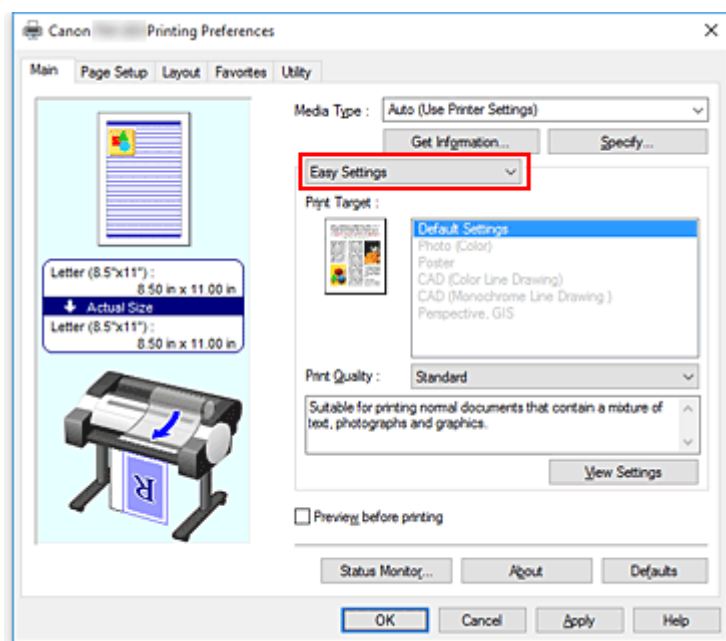 Canon Printing Preferences
Main Page Setup Layout Favorites Utility
Media Type : Auto (Use Printer Settings)
Get Information... Specify...
Easy Settings
Print Target :
Default Settings
Photo (Color)
Poster
CAD (Color Line Drawing)
CAD (Monochrome Line Drawing )
Perspective, GIS
Letter (8.5"x11") :
8.50 in x 11.00 in
Actual Size
Letter (8.5"x11") :
8.50 in x 11.00 in
R
Print Quality : Standard
Suitable for printing normal documents that contain a mixture of
text, photographs and graphics.
View Settings
Preview before printing
Status Monitor... About Defaults
OK Cancel Apply Help